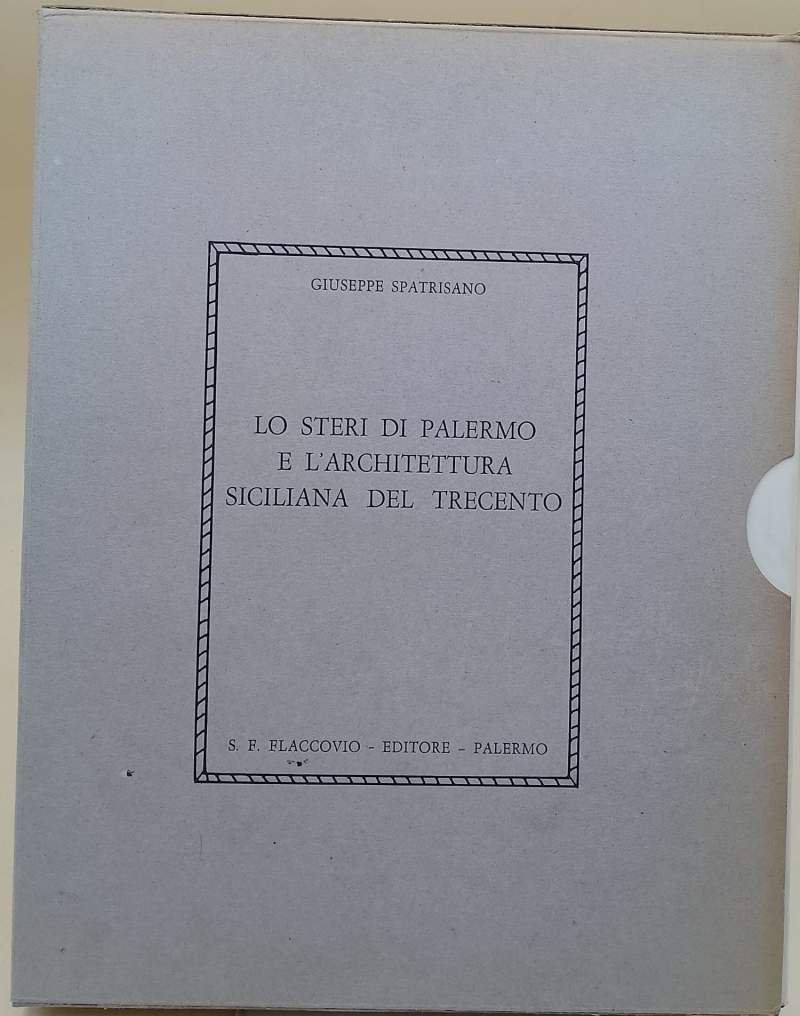 GIUSEPPE SPATRISANO
LO STERI DI PALERMO
E L'ARCHITETTURA
SICILIANA DEL TRECENTO
S. F. FLACCOVIO - EDITORE - PALERMO